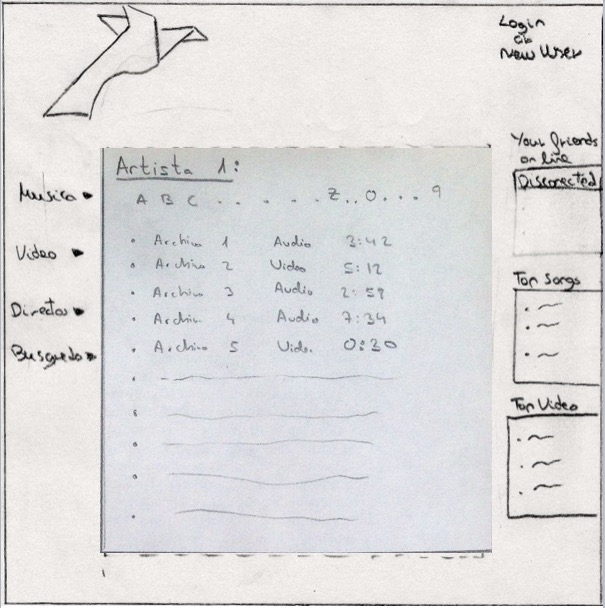 Login
or
New User
Musica
Video
Directos
Busqueda
Artista 1:
A B C . . . . . . Z . . 0 . . . 9
Archivo 1 Audio 3:42
Archivo 2 Video 5:12
Archivo 3 Audio 2:59
Archivo 4 Audio 7:34
Archivo 5 Video 0:30
Your friends
on line
Disconected
Top Songs
Top Video